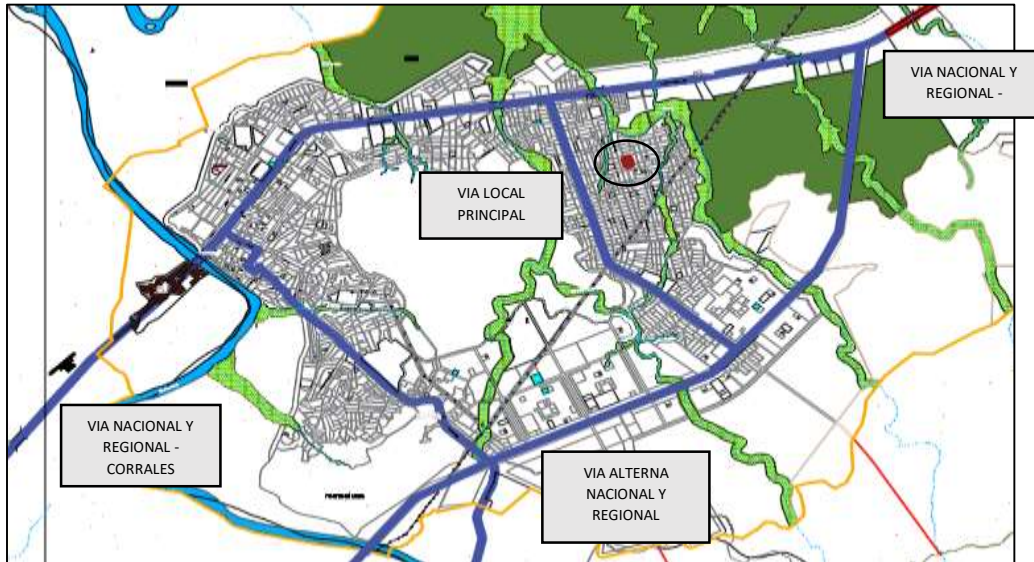 VIA NACIONAL Y
REGIONAL -
VIA LOCAL
PRINCIPAL
VIA NACIONAL Y
REGIONAL -
CORRALES
VIA ALTERNA
NACIONAL Y
REGIONAL